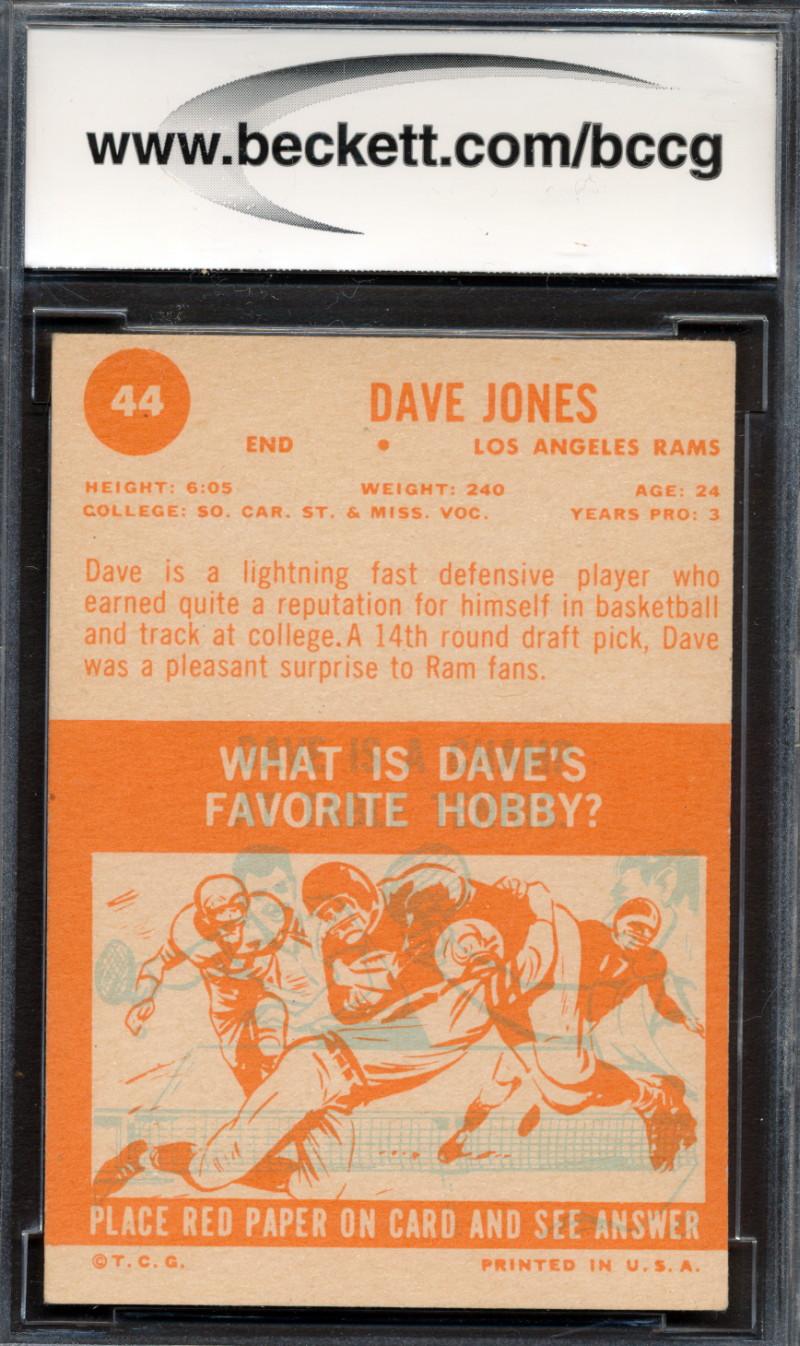 www.beckett.com/bccg
44
DAVE JONES
END • LOS ANGELES RAMS
HEIGHT: 6:05 WEIGHT: 240 AGE: 24
COLLEGE: SO. CAR. ST. & MISS. VOC. YEARS PRO: 3
Dave is a lightning fast defensive player who
earned quite a reputation for himself in basketball
and track at college. A 14th round draft pick, Dave
was a pleasant surprise to Ram fans.
DAVE IS A
WHAT IS DAVE'S
FAVORITE HOBBY?
PLACE RED PAPER ON CARD AND SEE ANSWER
© T. C. G. PRINTED IN U. S. A.